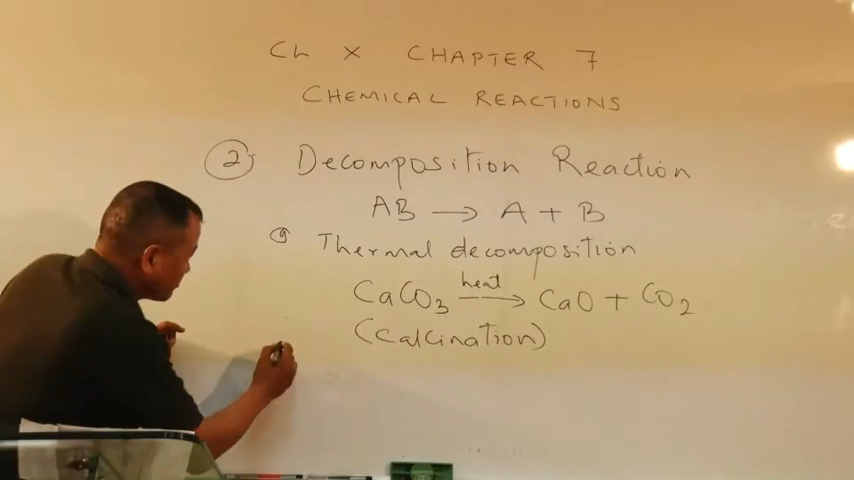 CL X CHAPTER 7
CHEMICAL REACTIONS
② Decomposition Reaction
AB → A + B
ⓐ Thermal decomposition
CaCO₃ —heat→ CaO + CO₂
(Calcination)